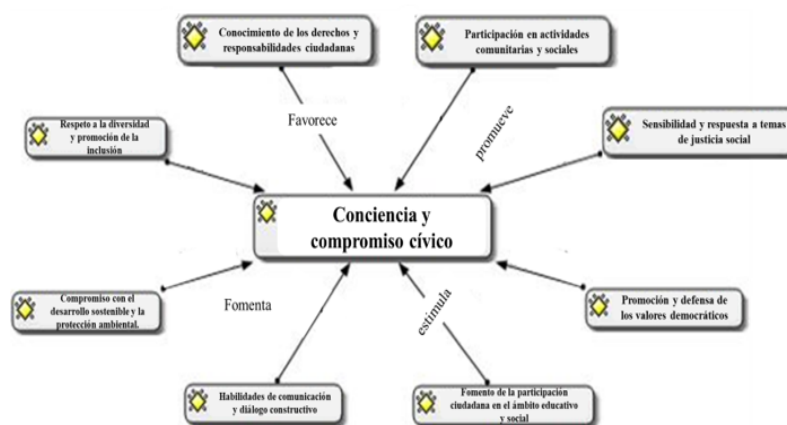 Conocimiento de los derechos y
responsabilidades ciudadanas
Participación en actividades
comunitarias y sociales
Favorece
promueve
Respeto a la diversidad
y promoción de la
inclusión
Sensibilidad y respuesta a temas
de justicia social
Conciencia y
compromiso cívico
Compromiso con el
desarrollo sostenible y la
protección ambiental.
Fomenta
estimula
Promoción y defensa de
los valores democráticos
Habilidades de comunicación
y diálogo constructivo
Fomento de la participación
ciudadana en el ámbito educativo
y social